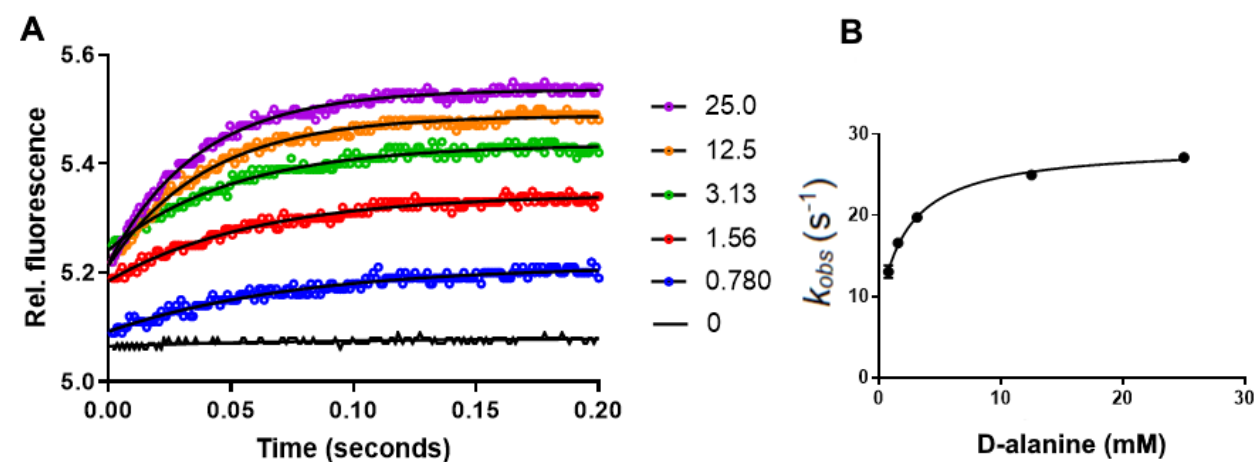 A
Rel. fluorescence
5.6
5.4
5.2
5.0
0.00 0.05 0.10 0.15 0.20
Time (seconds)
25.0
12.5
3.13
1.56
0.780
0
B
kobs (s-1)
30
20
10
0
0 10 20 30
D-alanine (mM)